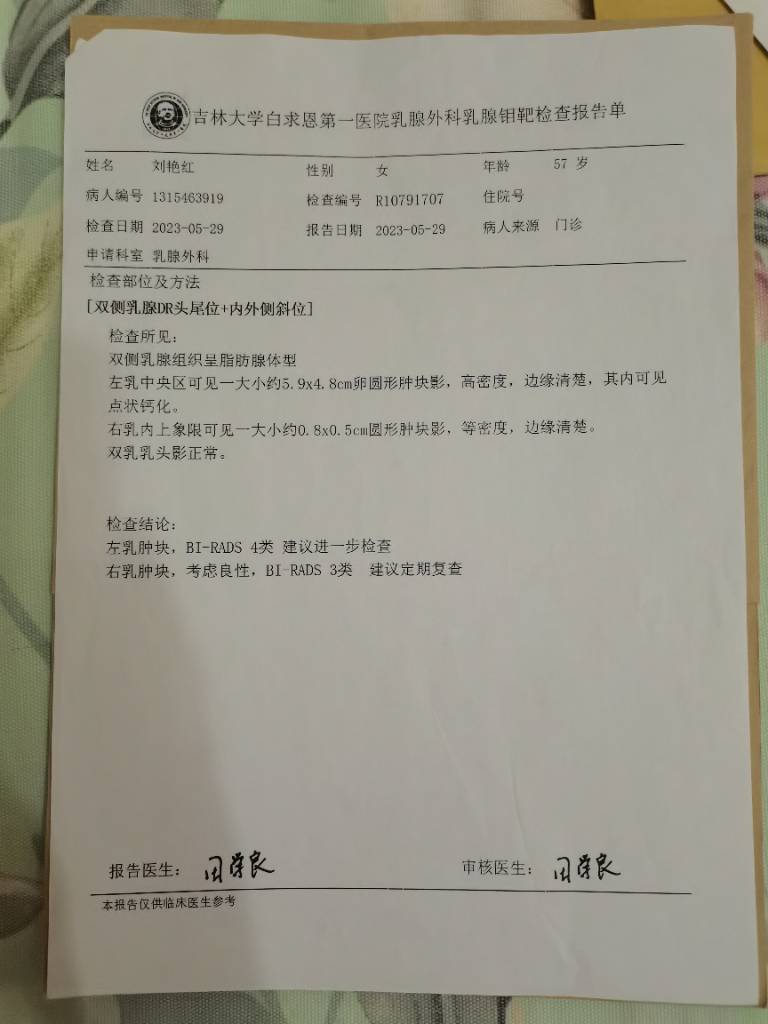 吉林大学白求恩第一医院乳腺外科乳腺钼靶检查报告单
姓名 刘艳红 性别 女 年龄 57 岁
病人编号 1315463919 检查编号 R10791707 住院号
检查日期 2023-05-29 报告日期 2023-05-29 病人来源 门诊
申请科室 乳腺外科
检查部位及方法
[双侧乳腺DR头尾位+内外侧斜位]
检查所见:
双侧乳腺组织呈脂肪腺体型
左乳中央区可见一大小约5.9x4.8cm卵圆形肿块影，高密度，边缘清楚，其内可见
点状钙化。
右乳内上象限可见一大小约0.8x0.5cm圆形肿块影，等密度，边缘清楚。
双乳乳头影正常。
检查结论:
左乳肿块，BI-RADS 4类 建议进一步检查
右乳肿块，考虑良性，BI-RADS 3类 建议定期复查
报告医生: 审核医生:
本报告仅供临床医生参考